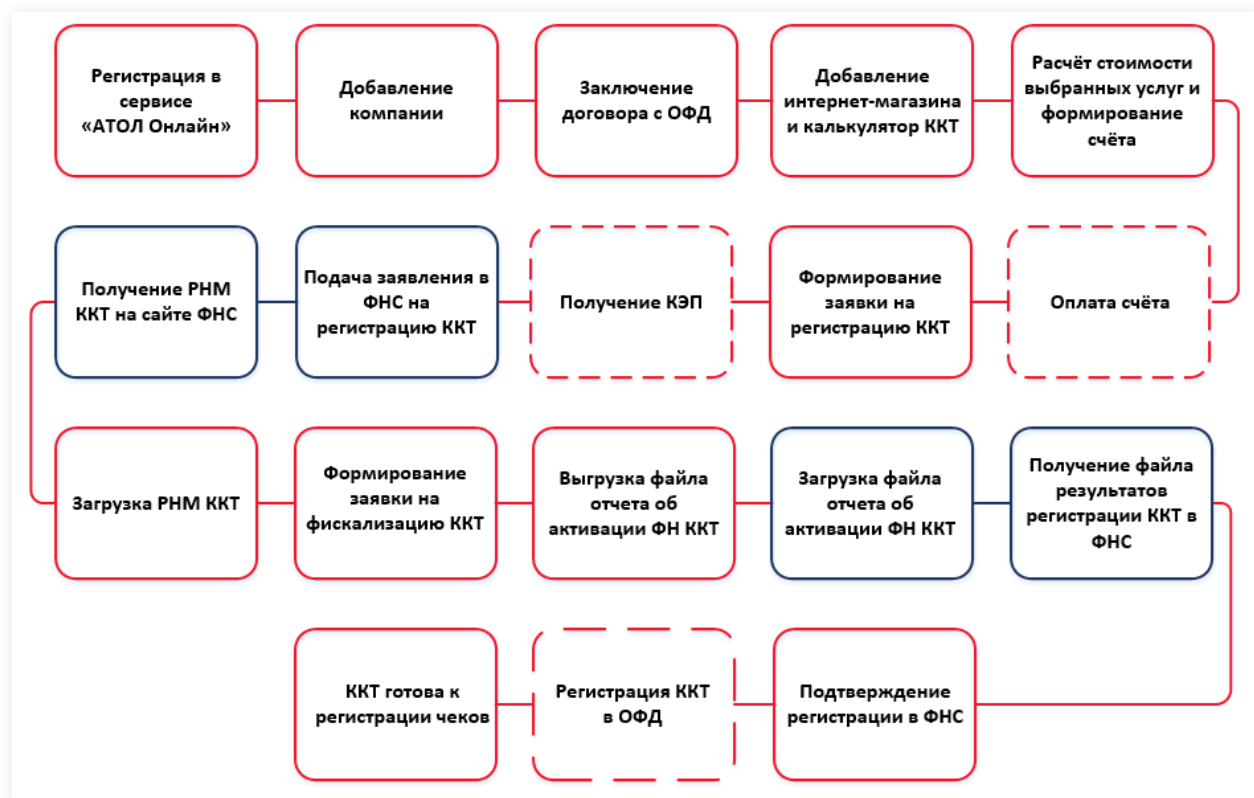 Регистрация в
сервисе
«АТОЛ Онлайн»
Добавление
компании
Заключение
договора с ОФД
Добавление
интернет-магазина
и калькулятор ККТ
Расчёт стоимости
выбранных услуг и
формирование
счёта
Получение РНМ
ККТ на сайте ФНС
Подача заявления в
ФНС на
регистрацию ККТ
Получение КЭП
Формирование
заявки на
регистрацию ККТ
Оплата счёта
Загрузка РНМ ККТ
Формирование
заявки на
фискализацию ККТ
Выгрузка файла
отчета об
активации ФН ККТ
Загрузка файла
отчета об
активации ФН ККТ
Получение файла
результатов
регистрации ККТ в
ФНС
ККТ готова к
регистрации чеков
Регистрация ККТ
в ОФД
Подтверждение
регистрации в ФНС